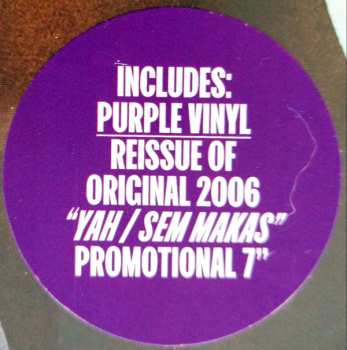 INCLUDES:
PURPLE VINYL
REISSUE OF
ORIGINAL 2006
“YAH / SEM MAKAS”
PROMOTIONAL 7”